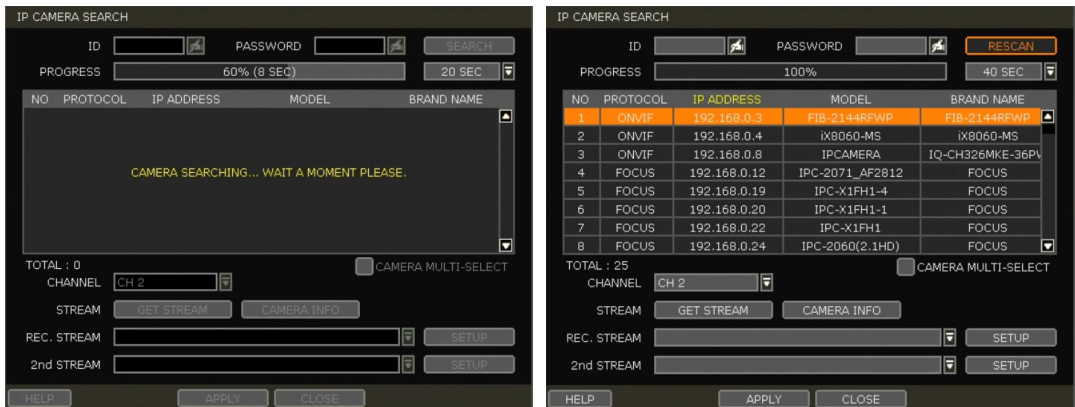 IP CAMERA SEARCH
ID PASSWORD SEARCH
PROGRESS 60% (8 SEC) 20 SEC
NO PROTOCOL IP ADDRESS MODEL BRAND NAME
CAMERA SEARCHING... WAIT A MOMENT PLEASE.
TOTAL : 0
CAMERA MULTI-SELECT
CHANNEL CH 2
STREAM GET STREAM CAMERA INFO
REC. STREAM SETUP
2nd STREAM SETUP
HELP APPLY CLOSE
IP CAMERA SEARCH
ID PASSWORD RESCAN
PROGRESS 100% 40 SEC
NO PROTOCOL IP ADDRESS MODEL BRAND NAME
1 ONVIF 192.168.0.3 FIB-2144RFWP FIB-2144RFWP
2 ONVIF 192.168.0.4 iX8060-MS iX8060-MS
3 ONVIF 192.168.0.8 IPCAMERA IQ-CH326MKE-36P
4 FOCUS 192.168.0.12 IPC-2071_AF2812 FOCUS
5 FOCUS 192.168.0.19 IPC-X1FH1-4 FOCUS
6 FOCUS 192.168.0.20 IPC-X1FH1-1 FOCUS
7 FOCUS 192.168.0.22 IPC-X1FH1 FOCUS
8 FOCUS 192.168.0.24 IPC-2060(2.1HD) FOCUS
TOTAL : 25
CAMERA MULTI-SELECT
CHANNEL CH 2
STREAM GET STREAM CAMERA INFO
REC. STREAM SETUP
2nd STREAM SETUP
HELP APPLY CLOSE